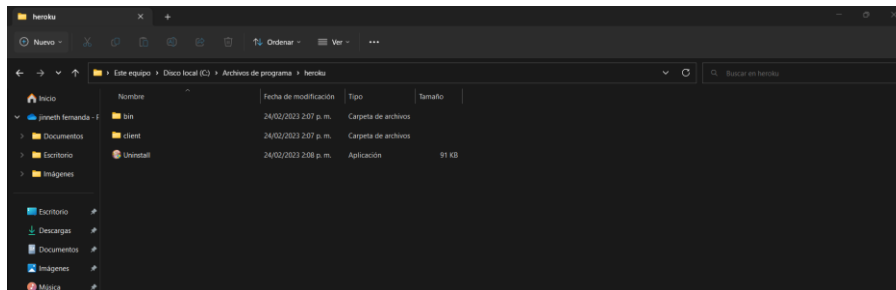 heroku
Nuevo
Ordenar
Ver
Este equipo > Disco local (C:) > Archivos de programa > heroku
Buscar en heroku
Inicio
Nombre
Fecha de modificación
Tipo
Tamaño
jinneth fernanda -
bin
24/02/2023 2:07 p. m.
Carpeta de archivos
Documentos
client
24/02/2023 2:07 p. m.
Carpeta de archivos
Escritorio
Uninstall
24/02/2023 2:08 p. m.
Aplicación
91 KB
Imágenes
Escritorio
Descargas
Documentos
Imágenes
Música